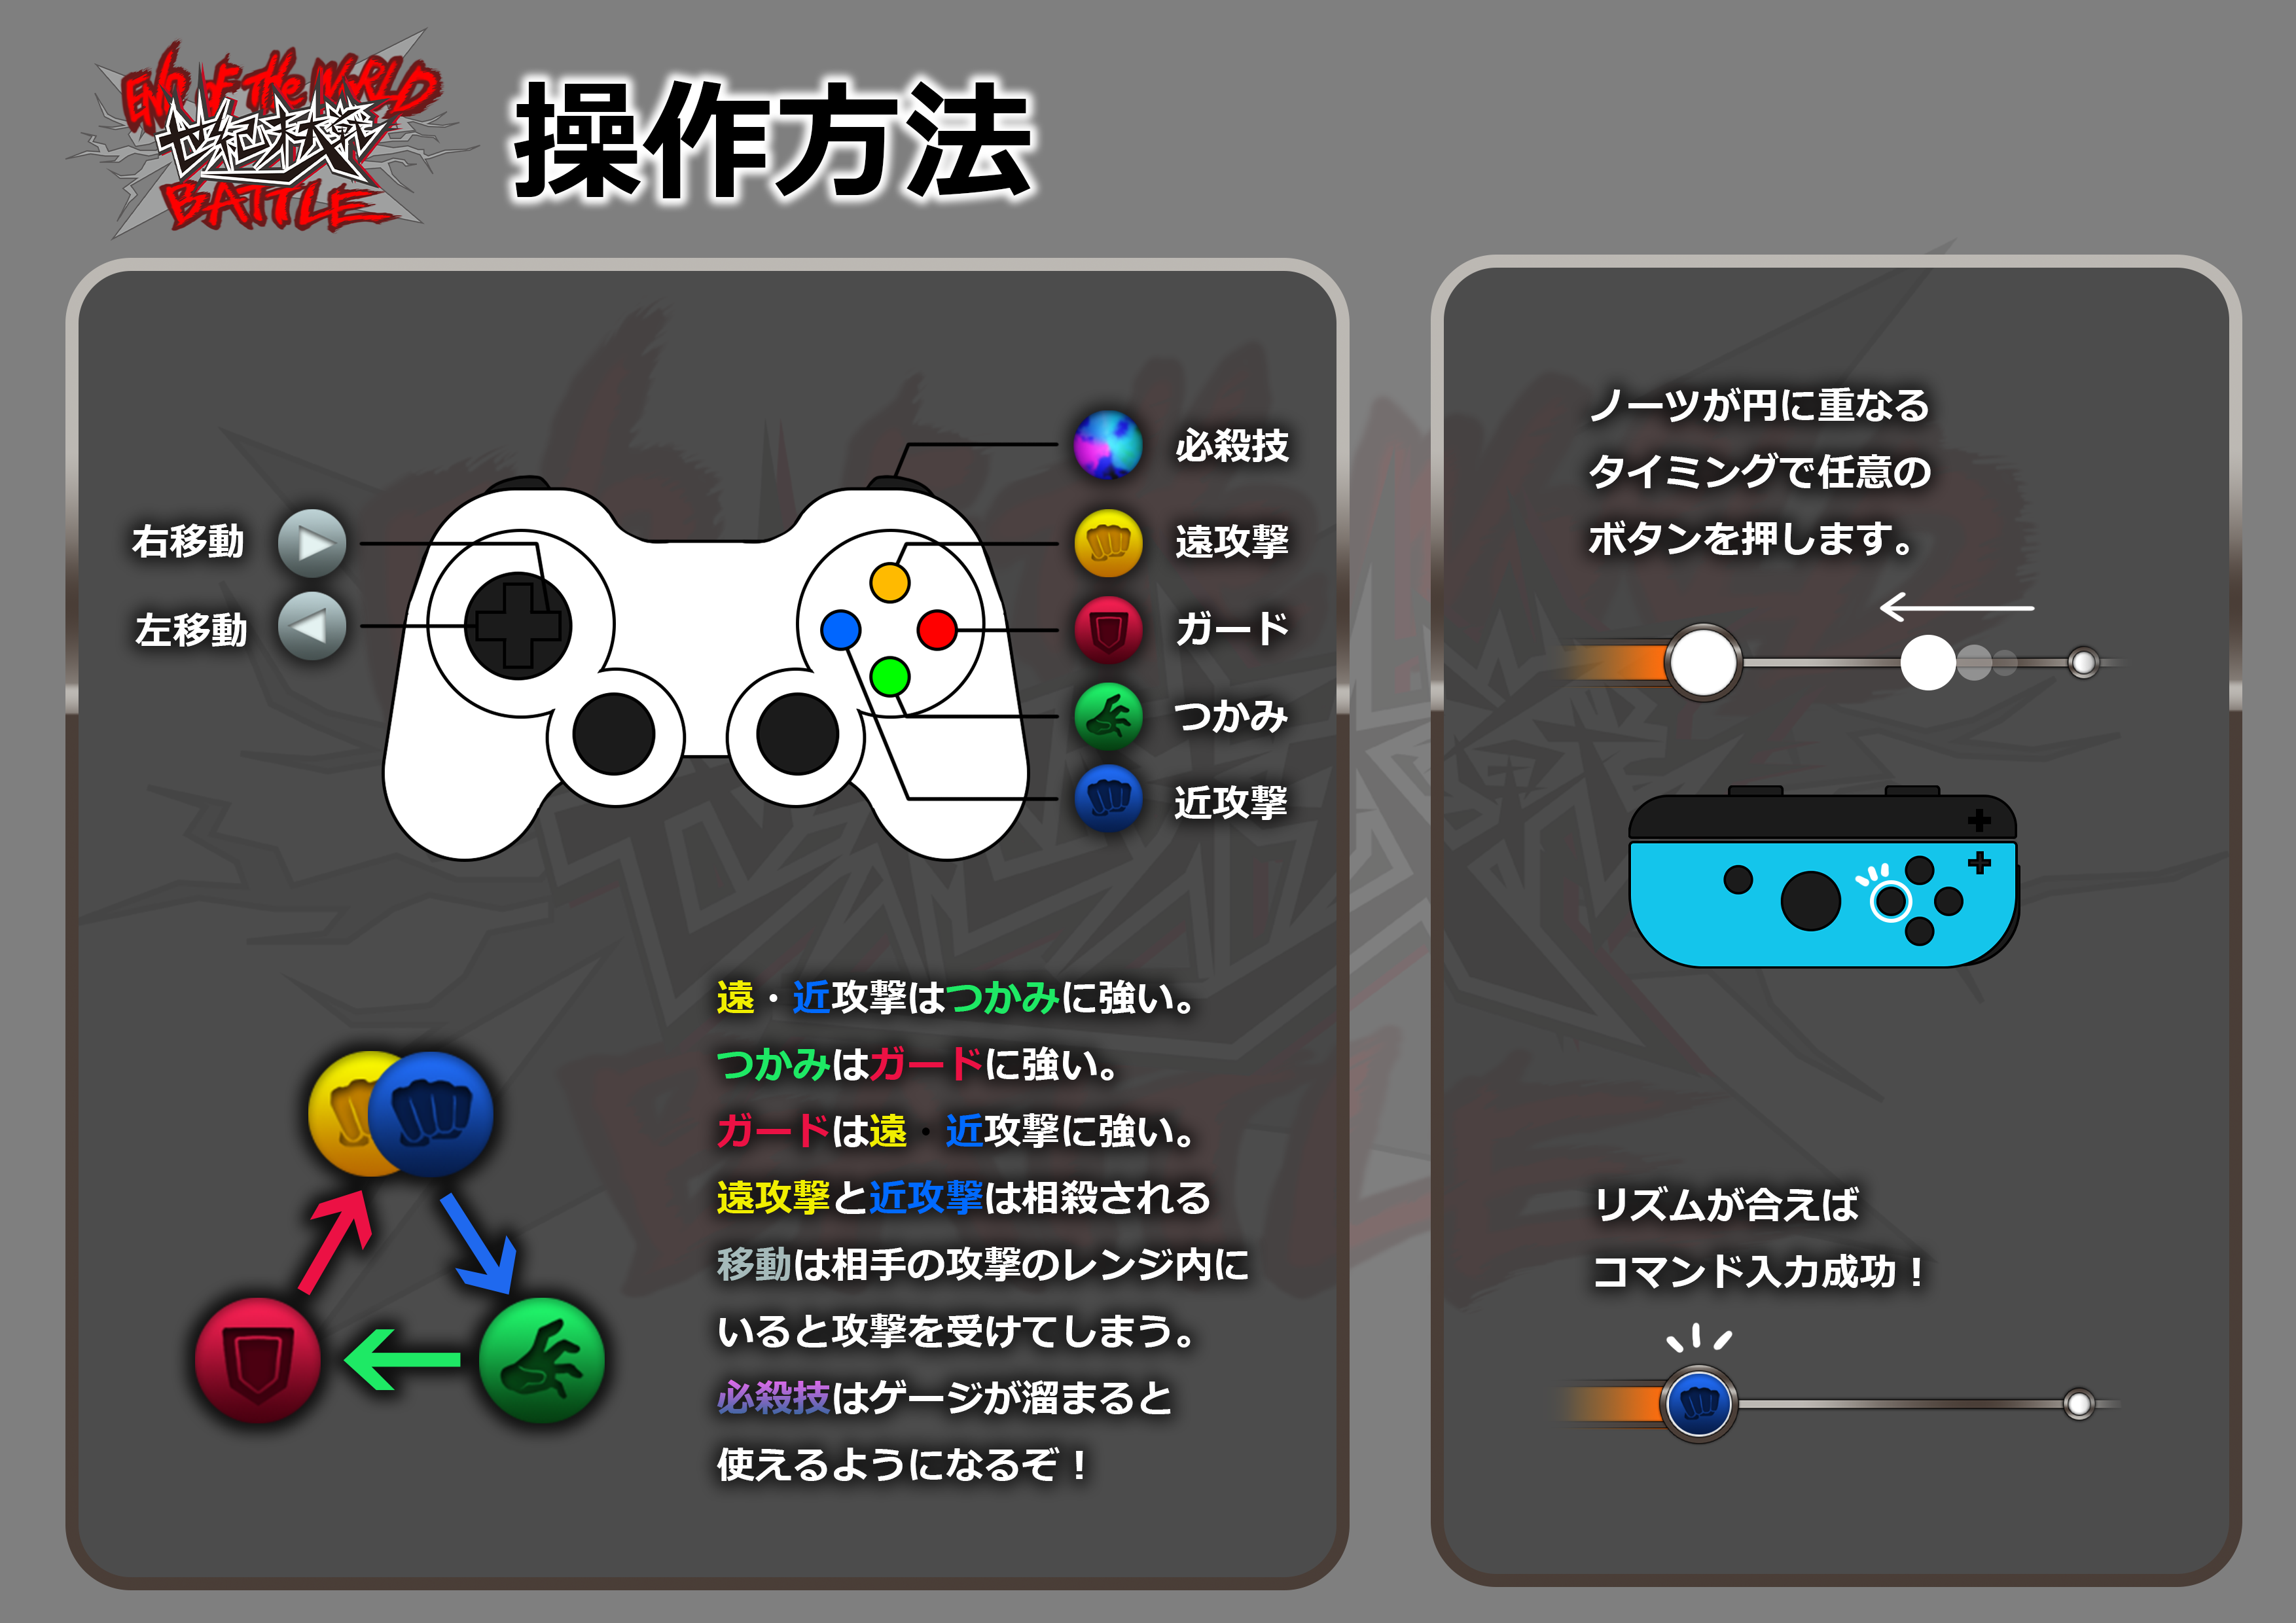 END OF the WORLD
世紀末大戦
BATTLE
操作方法
右移動
左移動
必殺技
遠攻撃
ガード
つかみ
近攻撃
遠・近攻撃はつかみに強い。
つかみはガードに強い。
ガードは遠・近攻撃に強い。
遠攻撃と近攻撃は相殺される
移動は相手の攻撃のレンジ内に
いると攻撃を受けてしまう。
必殺技はゲージが溜まると
使えるようになるぞ！
ノーツが円に重なる
タイミングで任意の
ボタンを押します。
リズムが合えば
コマンド入力成功！